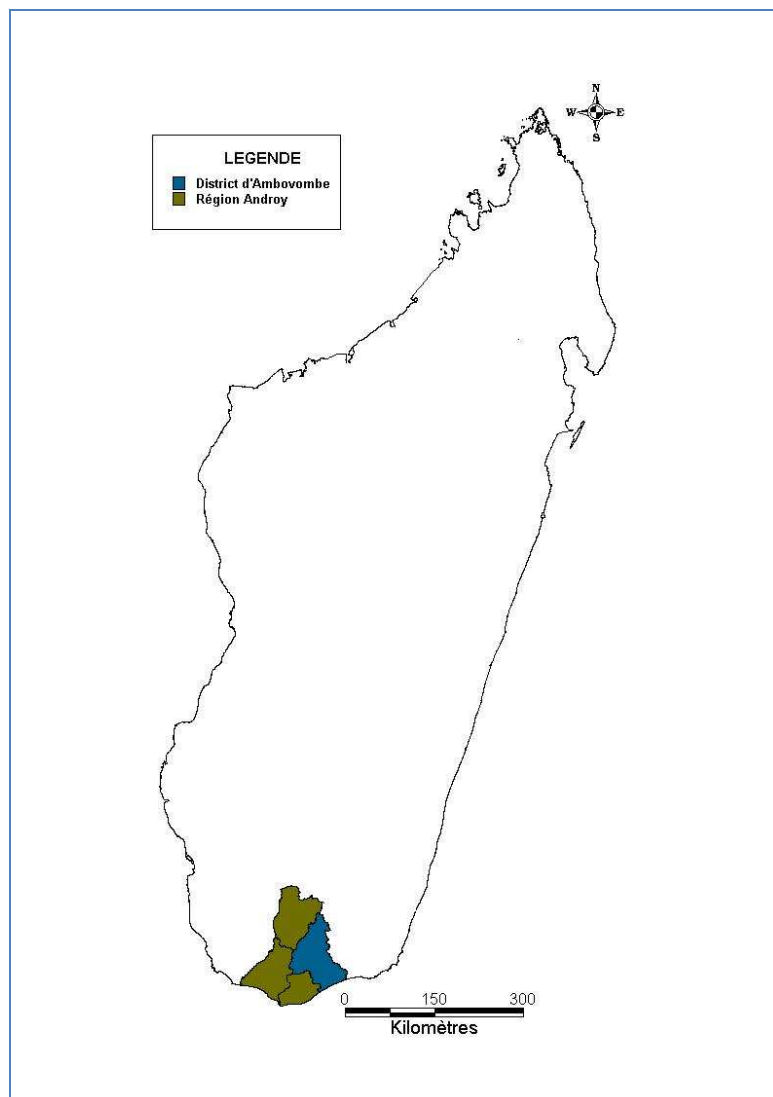 N
W E
S
LEGENDE
District d'Ambovombe
Région Androy
0 150 300
Kilomètres